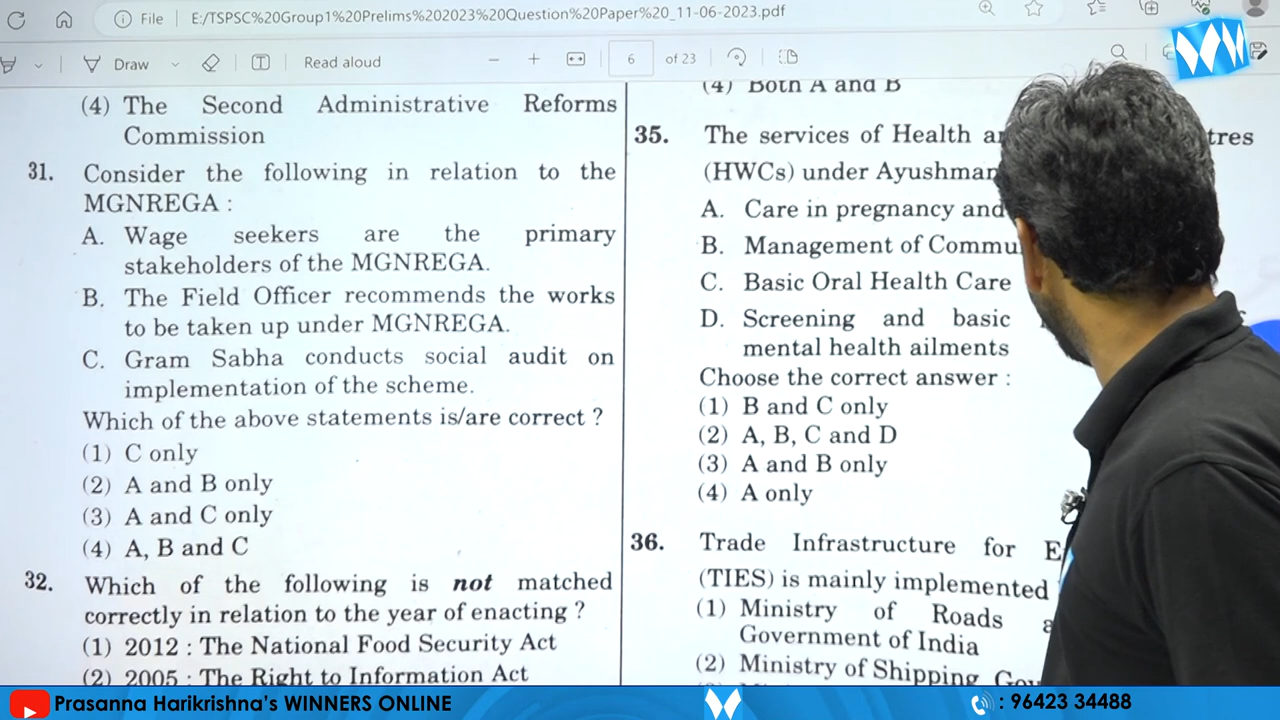 File E:/TSPSC%20Group1%20Prelims%202023%20Question%20Paper%20_11-06-2023.pdf
Draw
Read aloud
6 of 23
(4) The Second Administrative Reforms
Commission
31. Consider the following in relation to the
MGNREGA :
A. Wage seekers are the primary
stakeholders of the MGNREGA.
B. The Field Officer recommends the works
to be taken up under MGNREGA.
C. Gram Sabha conducts social audit on
implementation of the scheme.
Which of the above statements is/are correct ?
(1) C only
(2) A and B only
(3) A and C only
(4) A, B and C
32. Which of the following is not matched
correctly in relation to the year of enacting ?
(1) 2012 : The National Food Security Act
(2) 2005 : The Right to Information Act
(4) Both A and B
35. The services of Health tres
(HWCs) under Ayushman
A. Care in pregnancy and
B. Management of Commu
C. Basic Oral Health Care
D. Screening and basic
mental health ailments
Choose the correct answer :
(1) B and C only
(2) A, B, C and D
(3) A and B only
(4) A only
36. Trade Infrastructure for E
(TIES) is mainly implemented
(1) Ministry of Roads a
Government of India
(2) Ministry of Shipping, Gov
Prasanna Harikrishna's WINNERS ONLINE
: 96423 34488